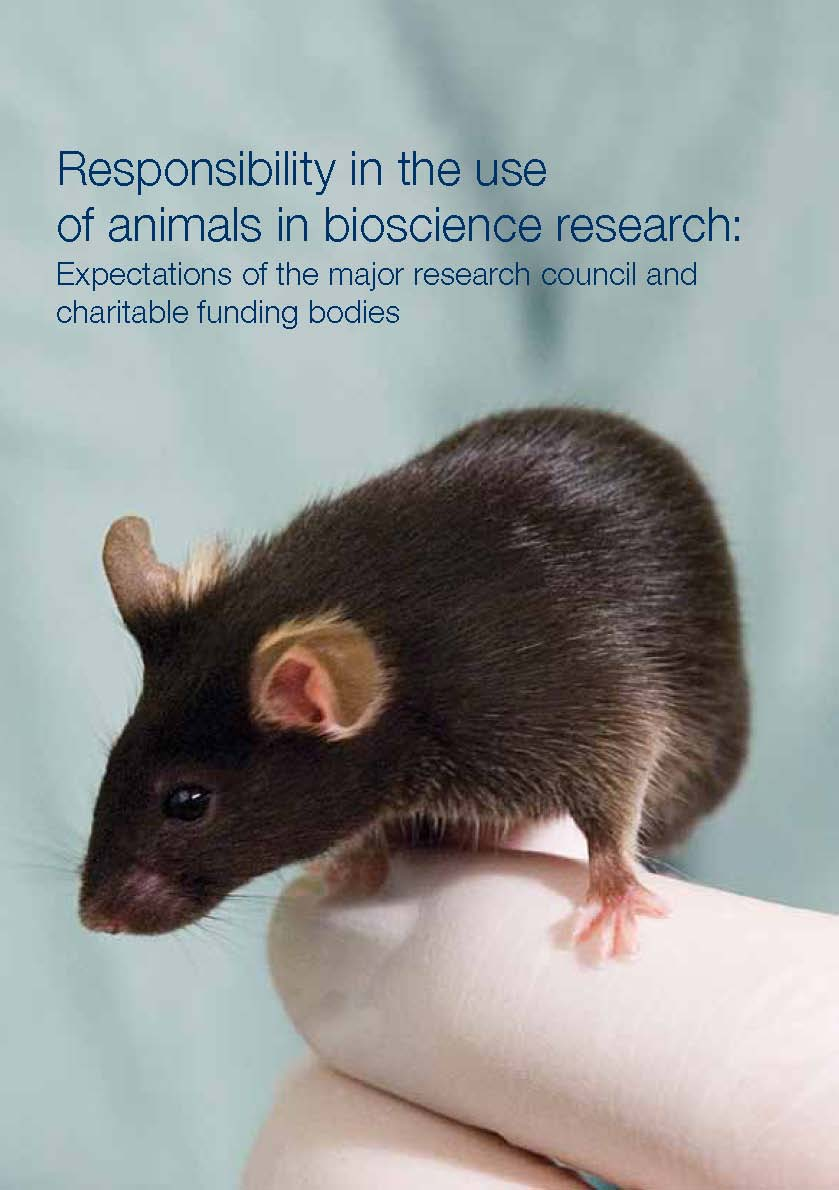 Responsibility in the use
of animals in bioscience research:
Expectations of the major research council and
charitable funding bodies